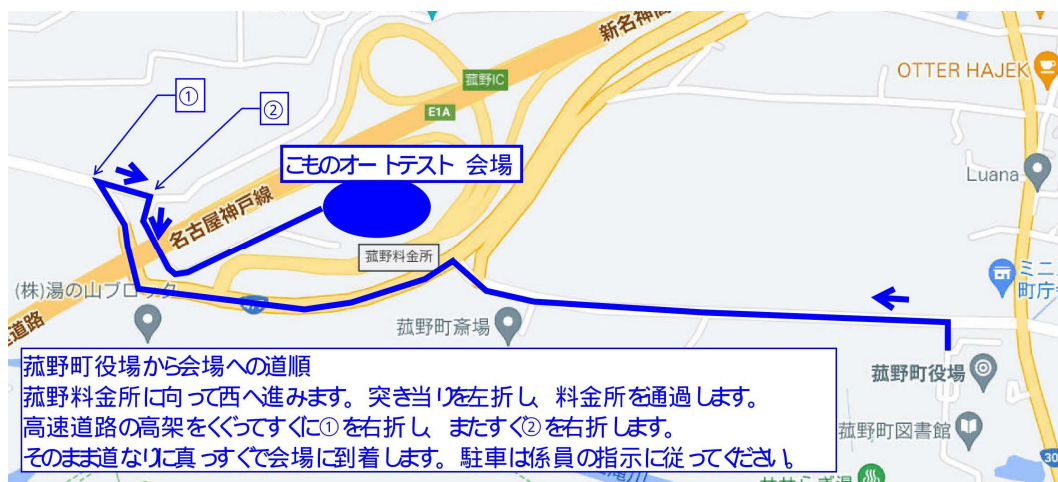 新名神高
菰野IC
E1A
OTTER HAJEK
①
②
こものオートテスト 会場
Luana
名古屋神戸線
菰野料金所
ミニ
町庁
(株)湯の山ブロック
477
道路
菰野町斎場
菰野町役場から会場への道順
菰野料金所に向って西へ進みます。突き当りを左折し、料金所を通過します。
高速道路の高架をくぐってすぐに①を右折し、またすぐ②を右折します。
そのまま道なりに真っすぐで会場に到着します。駐車は係員の指示に従ってください。
菰野町役場
菰野町図書館
30